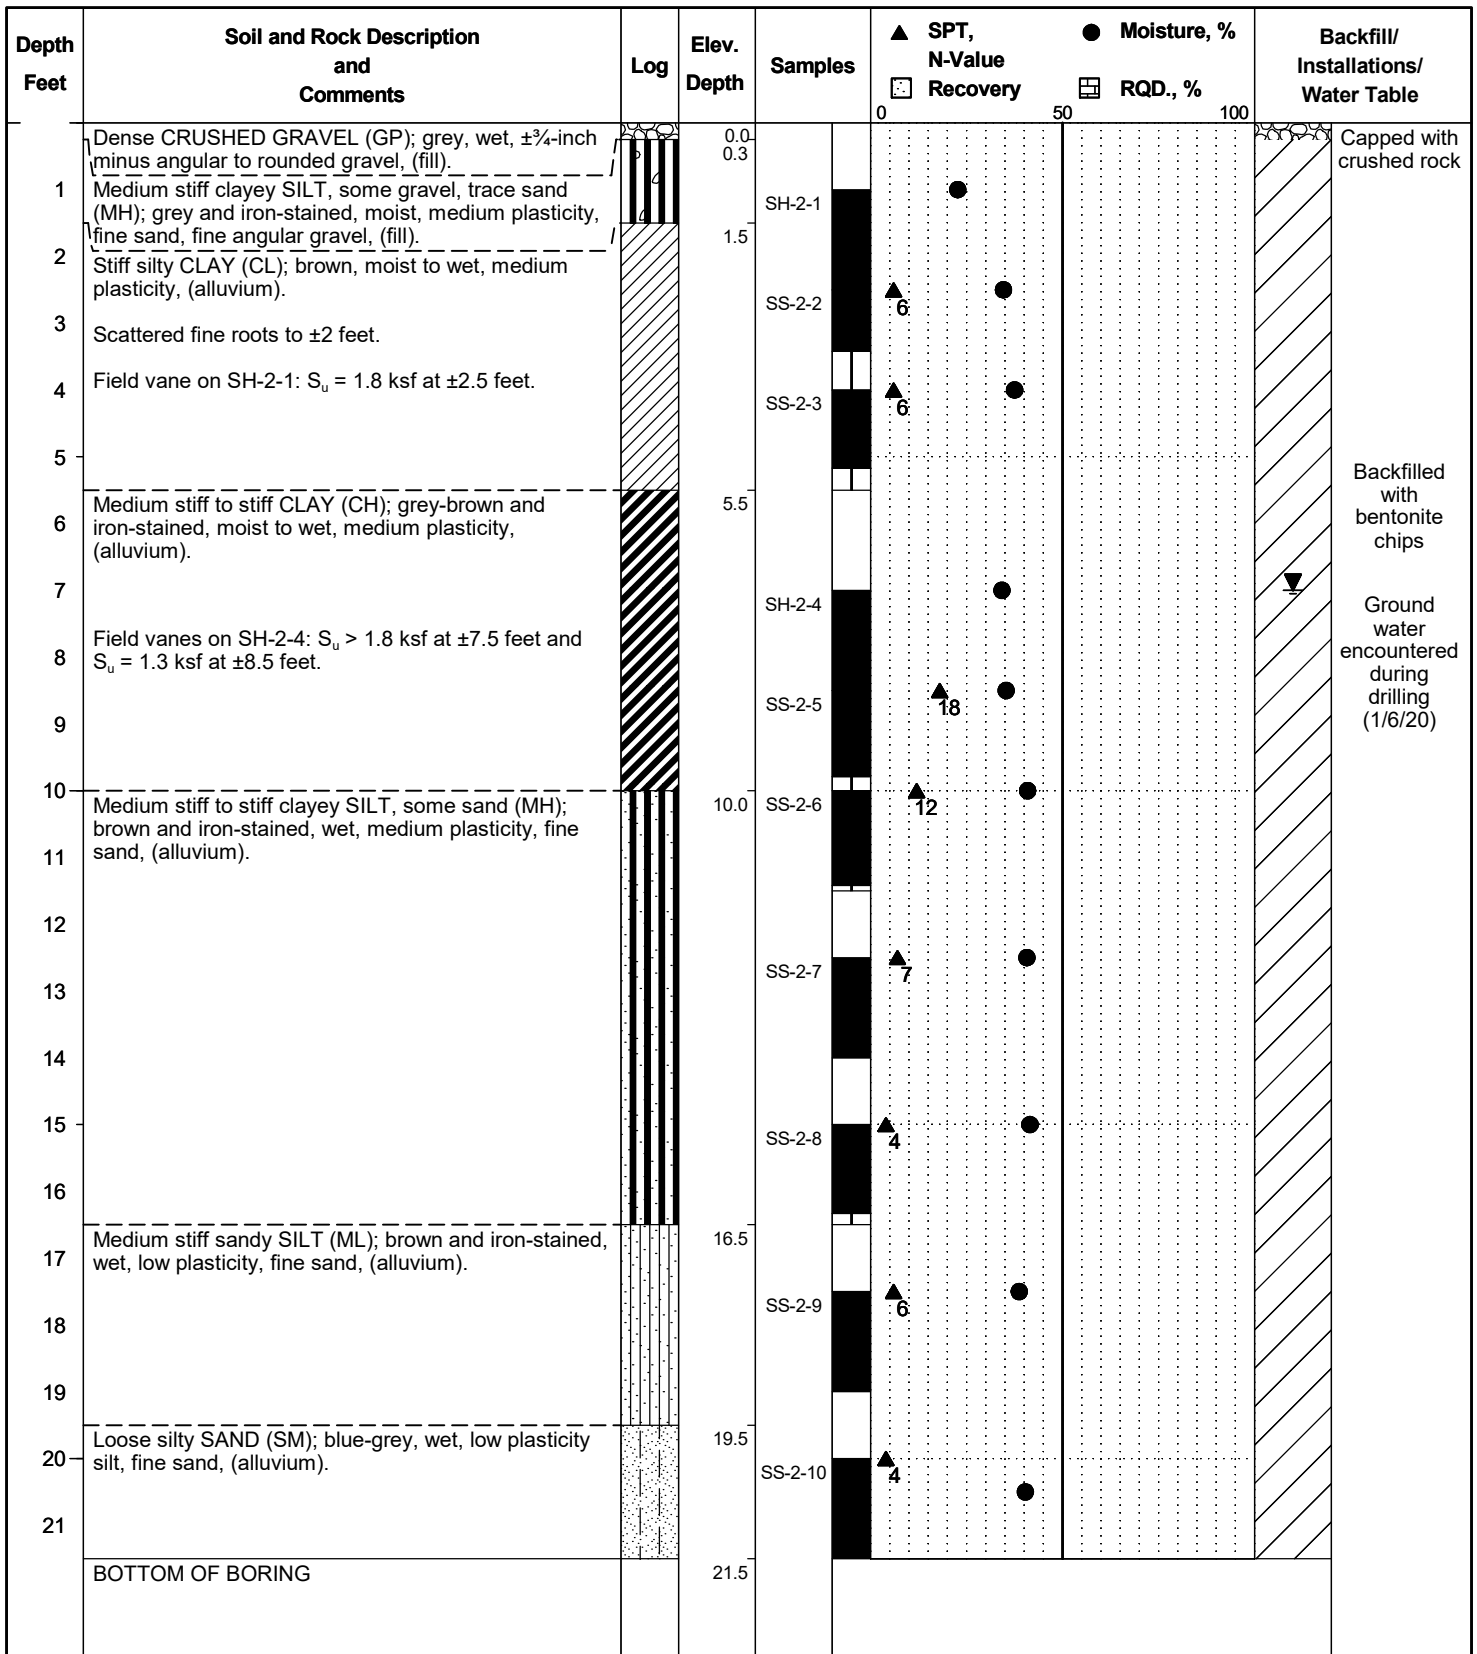 Depth
Feet
Soil and Rock Description
and
Comments
Log
Elev.
Depth
Samples
▲ SPT,
N-Value
● Moisture, %
Recovery
RQD., %
0 50 100
Backfill/
Installations/
Water Table
Dense CRUSHED GRAVEL (GP); grey, wet, ±¾-inch
minus angular to rounded gravel, (fill).
0.0
0.3
Capped with
crushed rock
1
Medium stiff clayey SILT, some gravel, trace sand
(MH); grey and iron-stained, moist, medium plasticity,
fine sand, fine angular gravel, (fill).
SH-2-1
1.5
2
Stiff silty CLAY (CL); brown, moist to wet, medium
plasticity, (alluvium).
SS-2-2
6
3
Scattered fine roots to ±2 feet.
4
Field vane on SH-2-1: Su = 1.8 ksf at ±2.5 feet.
SS-2-3
6
5
Backfilled
with
bentonite
chips
Medium stiff to stiff CLAY (CH); grey-brown and
iron-stained, moist to wet, medium plasticity,
(alluvium).
5.5
6
7
SH-2-4
Ground
water
encountered
during
drilling
(1/6/20)
Field vanes on SH-2-4: Su > 1.8 ksf at ±7.5 feet and
Su = 1.3 ksf at ±8.5 feet.
8
SS-2-5
18
9
10
Medium stiff to stiff clayey SILT, some sand (MH);
brown and iron-stained, wet, medium plasticity, fine
sand, (alluvium).
10.0
SS-2-6
12
11
12
SS-2-7
7
13
14
15
SS-2-8
4
16
Medium stiff sandy SILT (ML); brown and iron-stained,
wet, low plasticity, fine sand, (alluvium).
16.5
17
SS-2-9
6
18
19
Loose silty SAND (SM); blue-grey, wet, low plasticity
silt, fine sand, (alluvium).
19.5
20
SS-2-10
4
21
BOTTOM OF BORING
21.5